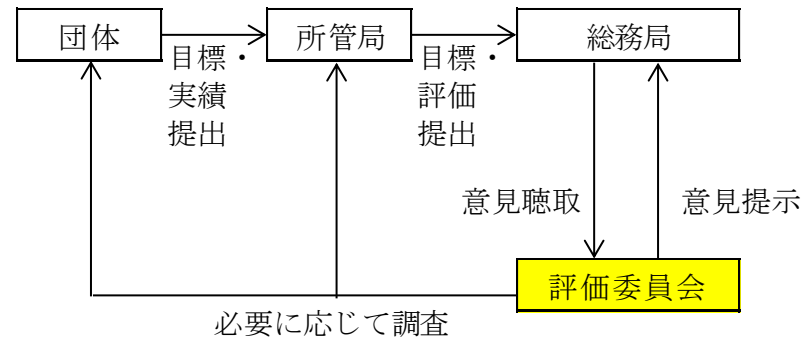 団体
所管局
総務局
目標・
実績
提出
目標・
評価
提出
意見聴取
意見提示
評価委員会
必要に応じて調査